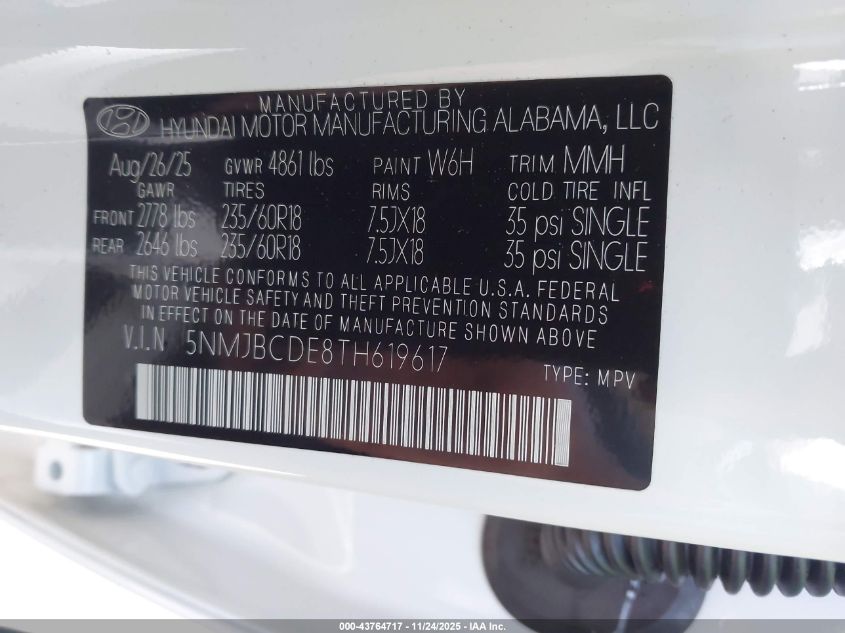 MANUFACTURED BY
HYUNDAI MOTOR MANUFACTURING ALABAMA, LLC
Aug/26/25 GVWR 4861 lbs PAINT W6H TRIM MMH
GAWR TIRES RIMS COLD TIRE INFL
FRONT 2778 lbs 235/60R18 7.5JX18 35 psi SINGLE
REAR 2646 lbs 235/60R18 7.5JX18 35 psi SINGLE
THIS VEHICLE CONFORMS TO ALL APPLICABLE U.S.A. FEDERAL
MOTOR VEHICLE SAFETY AND THEFT PREVENTION STANDARDS
IN EFFECT ON THE DATE OF MANUFACTURE SHOWN ABOVE
V.I.N 5NMJBCDE8TH619617
TYPE: MPV
000-43764717 - 11/24/2025 - IAA Inc.